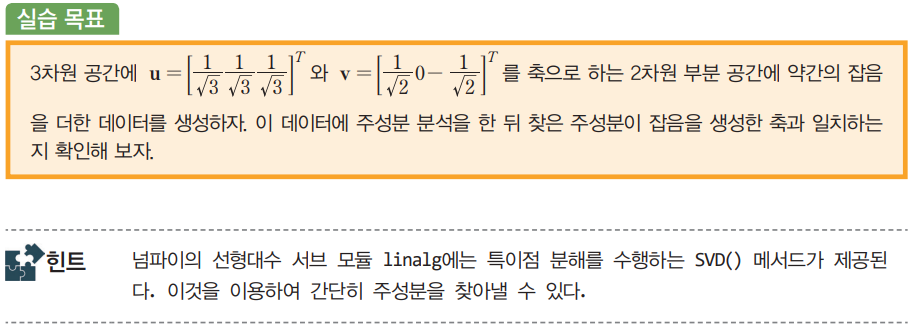 실습 목표
3차원 공간에 u = [1/√3 1/√3 1/√3]^T 와 v = [1/√2 0 − 1/√2]^T 를 축으로 하는 2차원 부분 공간에 약간의 잡음
을 더한 데이터를 생성하자. 이 데이터에 주성분 분석을 한 뒤 찾은 주성분이 잡음을 생성한 축과 일치하는
지 확인해 보자.
힌트
넘파이의 선형대수 서브 모듈 linalg에는 특이점 분해를 수행하는 SVD() 메서드가 제공된
다. 이것을 이용하여 간단히 주성분을 찾아낼 수 있다.